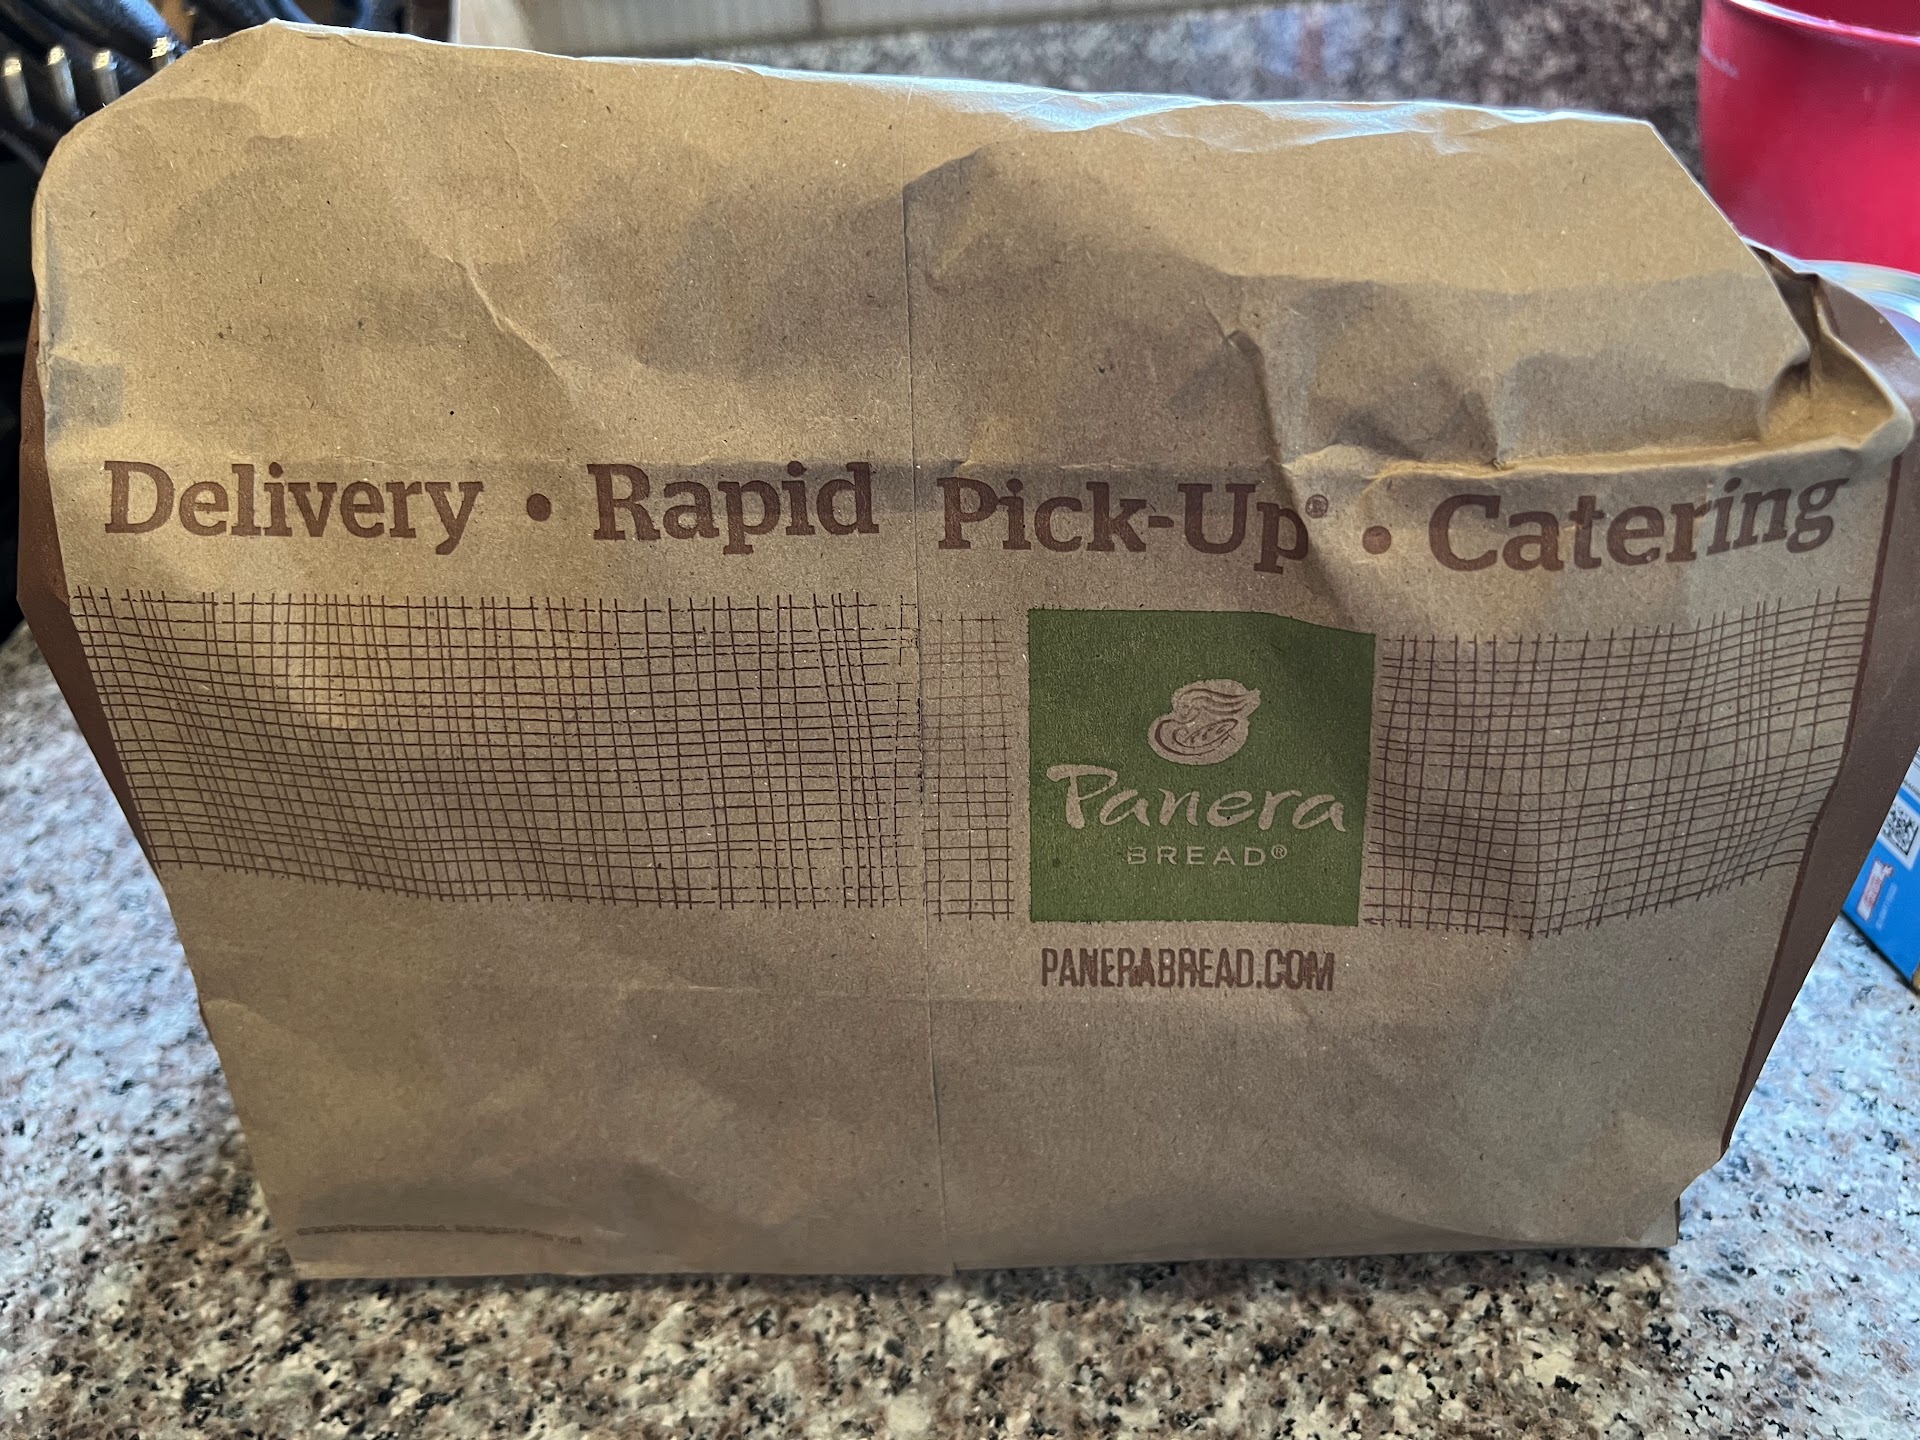 Delivery • Rapid Pick-Up® • Catering
Panera
BREAD®
PANERABREAD.COM